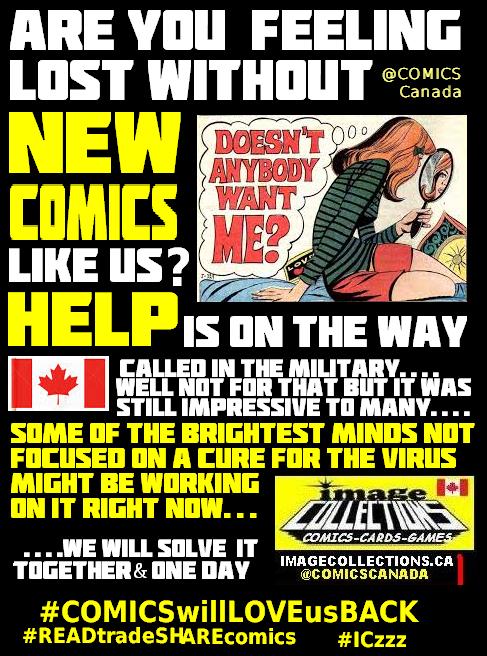 ARE YOU FEELING
LOST WITHOUT
@COMICS
Canada
NEW
COMICS
LIKE US?
DOESN'T
ANYBODY
WANT
ME?
LOVE
HELP IS ON THE WAY
CALLED IN THE MILITARY....
WELL NOT FOR THAT BUT IT WAS
STILL IMPRESSIVE TO MANY....
SOME OF THE BRIGHTEST MINDS NOT
FOCUSED ON A CURE FOR THE VIRUS
MIGHT BE WORKING
ON IT RIGHT NOW...
image
COLLECTIONS
COMICS-CARDS-GAMES
....WE WILL SOLVE IT
TOGETHER & ONE DAY
IMAGECOLLECTIONS.CA
@COMICSCANADA
#COMICSwillLOVEusBACK
#READtradeSHAREcomics
#ICzzz